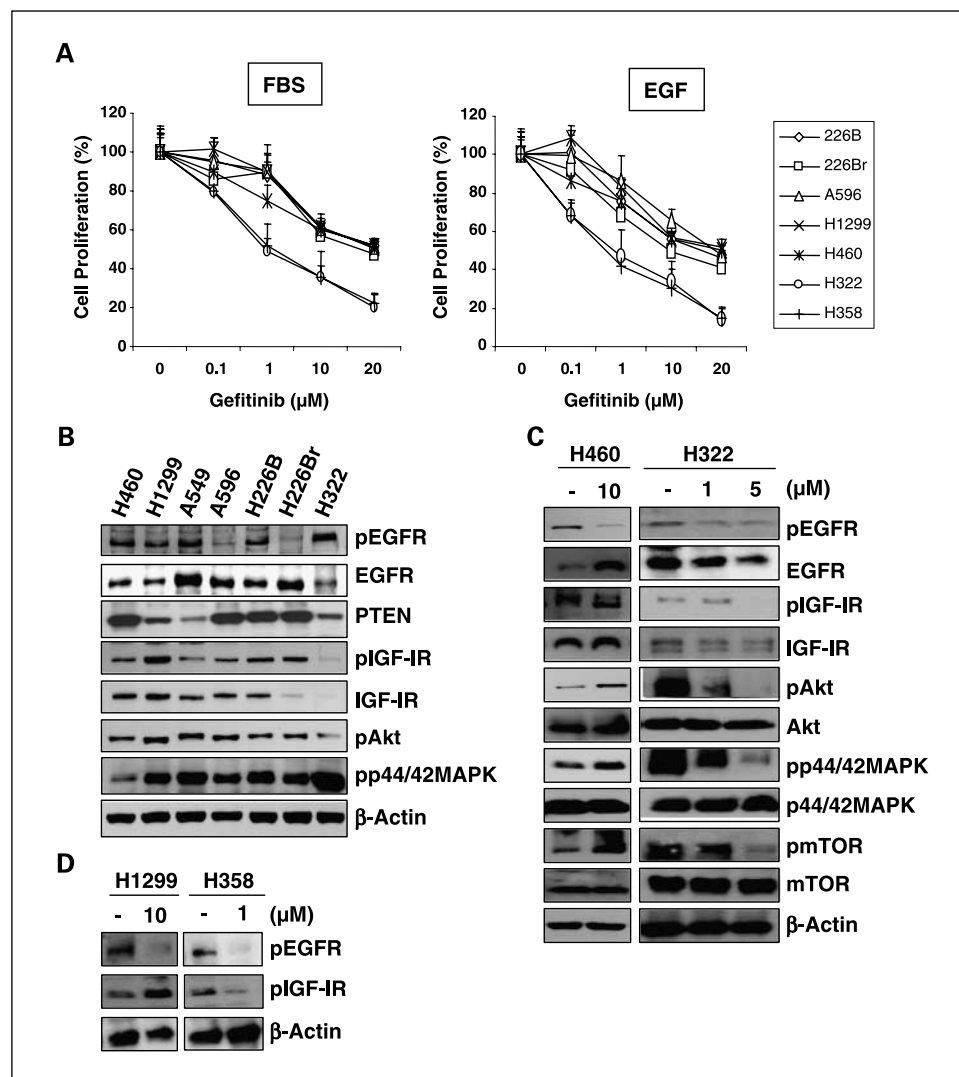 A
FBS
Cell Proliferation (%)
120
100
80
60
40
20
0
0 0.1 1 10 20
Gefitinib (µM)
EGF
Cell Proliferation (%)
120
100
80
60
40
20
0
0 0.1 1 10 20
Gefitinib (µM)
226B
226Br
A596
H1299
H460
H322
H358
B
H460 H1299 A549 A596 H226B H226Br H322
pEGFR
EGFR
PTEN
pIGF-IR
IGF-IR
pAkt
pp44/42MAPK
β-Actin
C
H460 H322
- 10 - 1 5 (µM)
pEGFR
EGFR
pIGF-IR
IGF-IR
pAkt
Akt
pp44/42MAPK
p44/42MAPK
pmTOR
mTOR
β-Actin
D
H1299 H358
- 10 - 1 (µM)
pEGFR
pIGF-IR
β-Actin